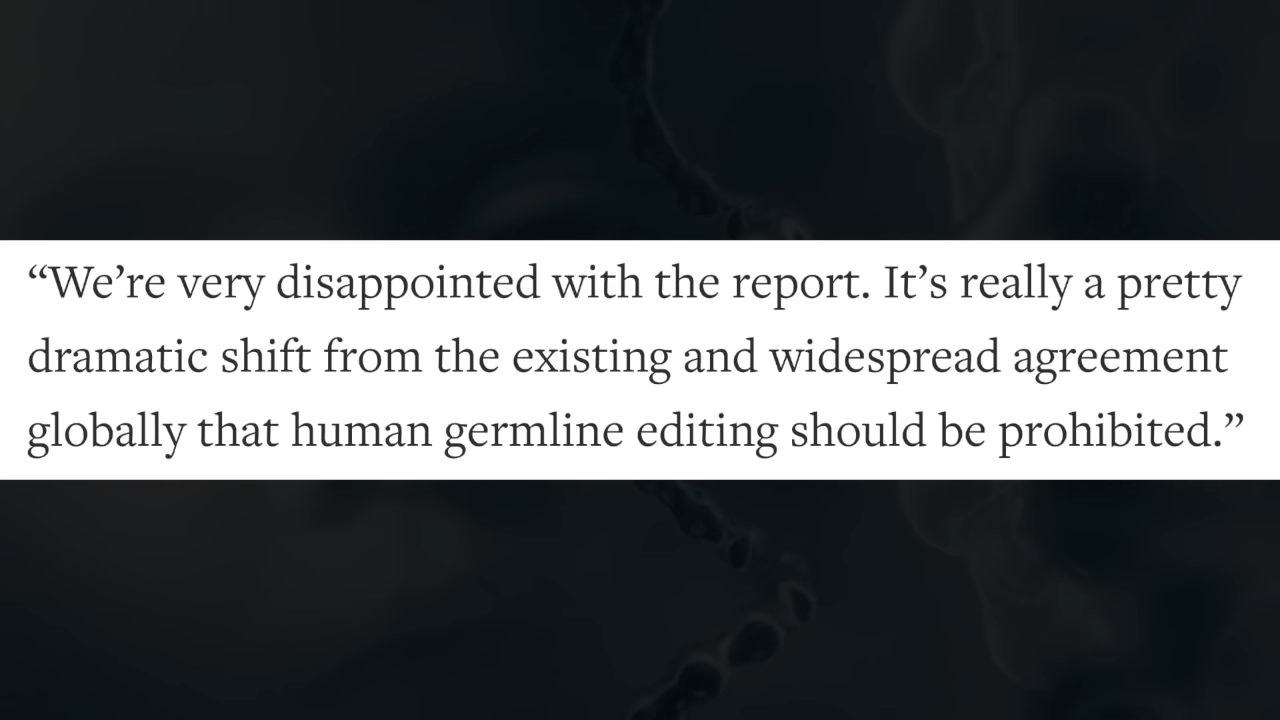 “We’re very disappointed with the report. It’s really a pretty
dramatic shift from the existing and widespread agreement
globally that human germline editing should be prohibited.”